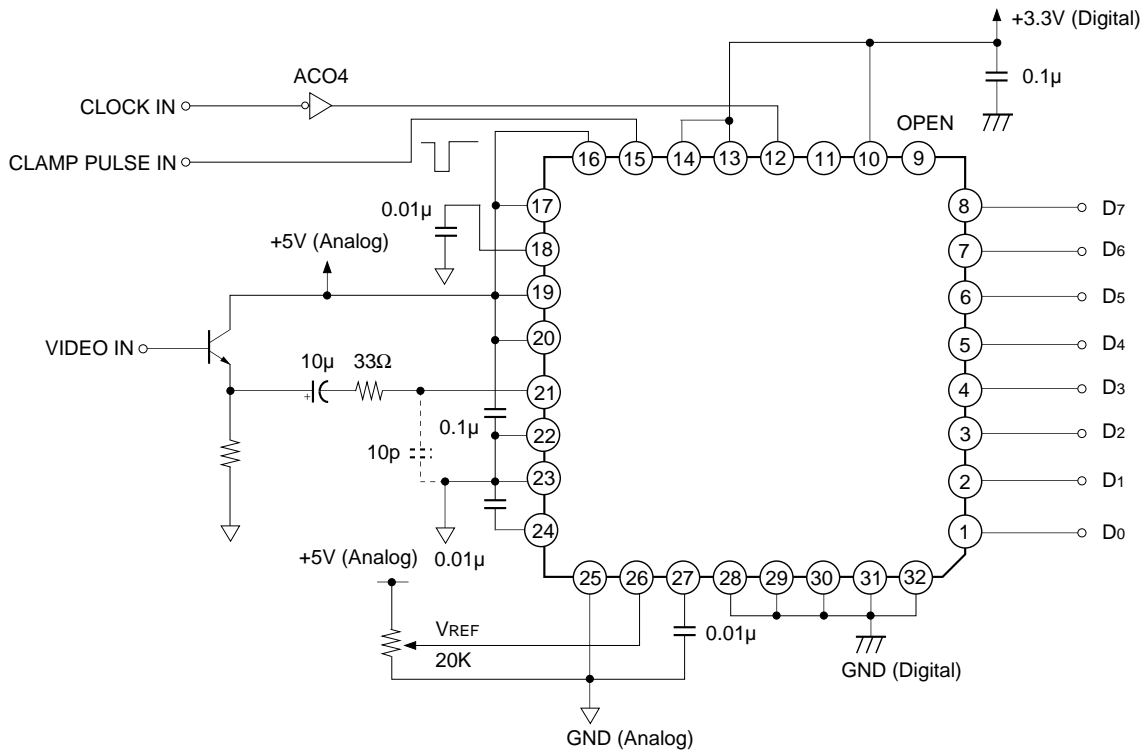 +3.3V (Digital)
ACO4
0.1µ
CLOCK IN
OPEN
CLAMP PULSE IN
16 15 14 13 12 11 10 9
17
8
D7
0.01µ
18
7
D6
+5V (Analog)
19
6
D5
20
5
D4
VIDEO IN
10µ
33Ω
21
4
D3
+
0.1µ
22
3
D2
10p
23
2
D1
24
1
D0
+5V (Analog)
0.01µ
25 26 27 28 29 30 31 32
VREF
0.01µ
20K
GND (Digital)
GND (Analog)